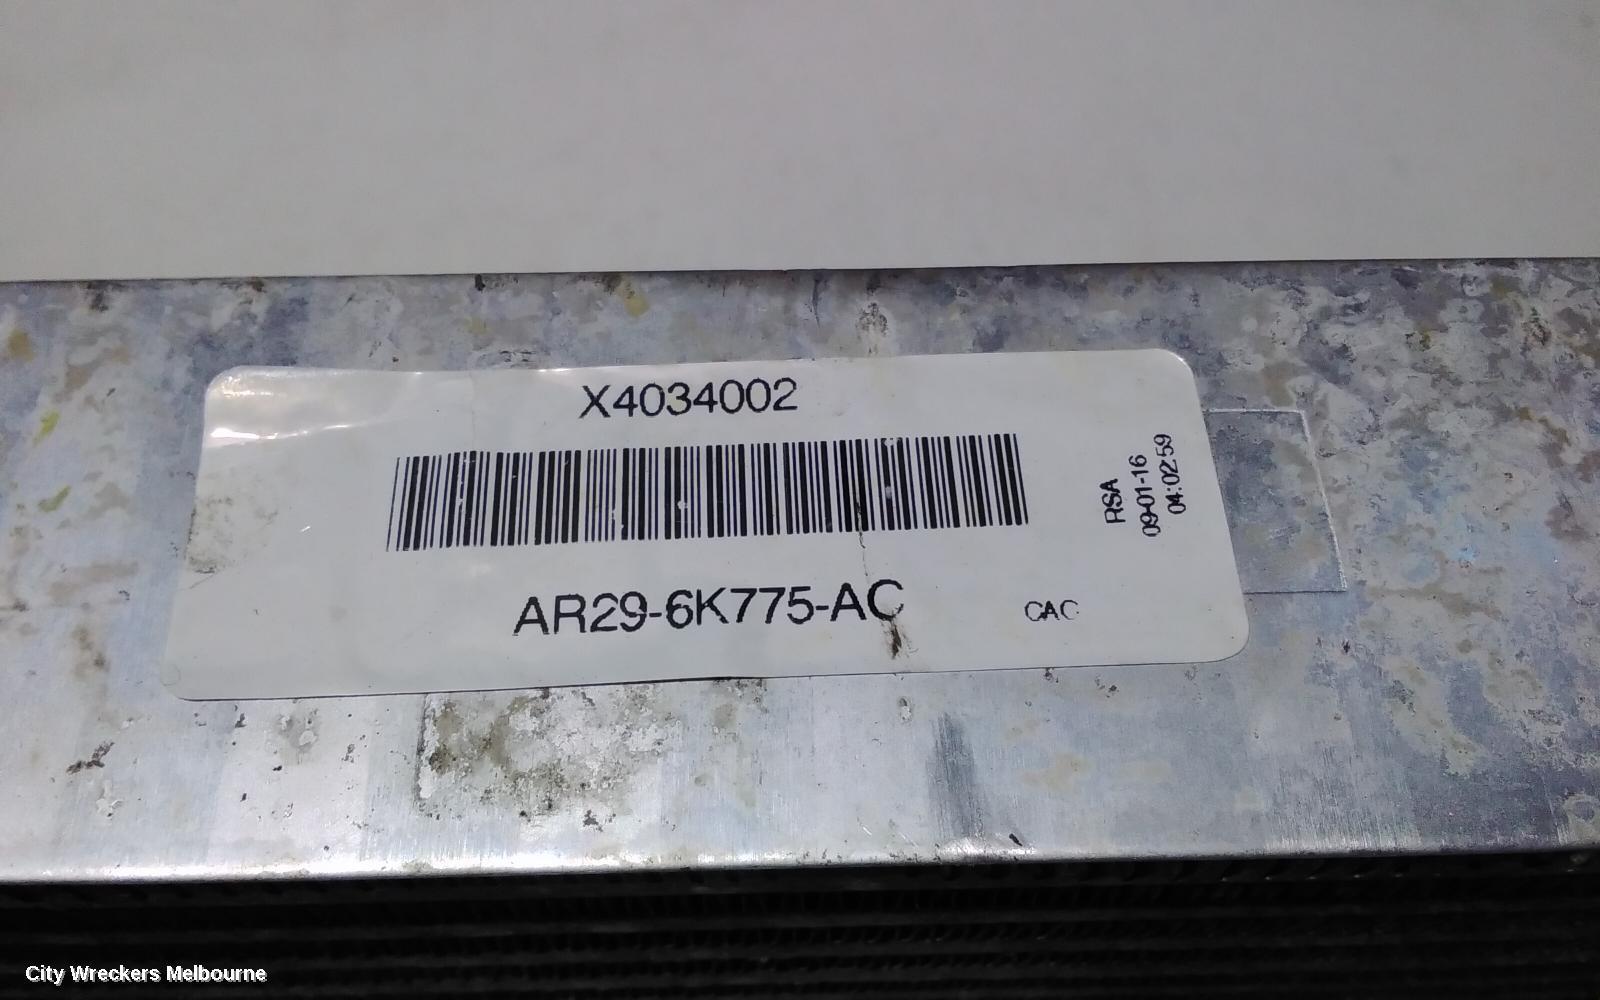 X4034002
AR29-6K775-AC
CAC
RSA
09-01-16
04:02:59
City Wreckers Melbourne